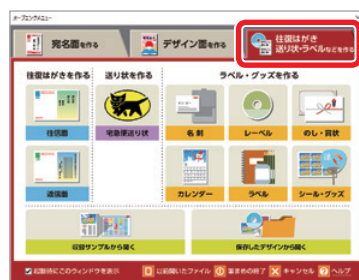 オープニングメニュー
宛名面を作る
デザイン面を作る
往復はがき
送り状・ラベルなどを作る
往復はがきを作る
送り状を作る
ラベル・グッズを作る
往信面
宅急便送り状
名刺
レーベル
のし・賞状
返信面
カレンダー
ラベル
シール・グッズ
収録サンプルから開く
保存したデザインから開く
起動時にこのウィンドウを表示
以前開いたファイル
筆まめの終了
キャンセル
ヘルプ